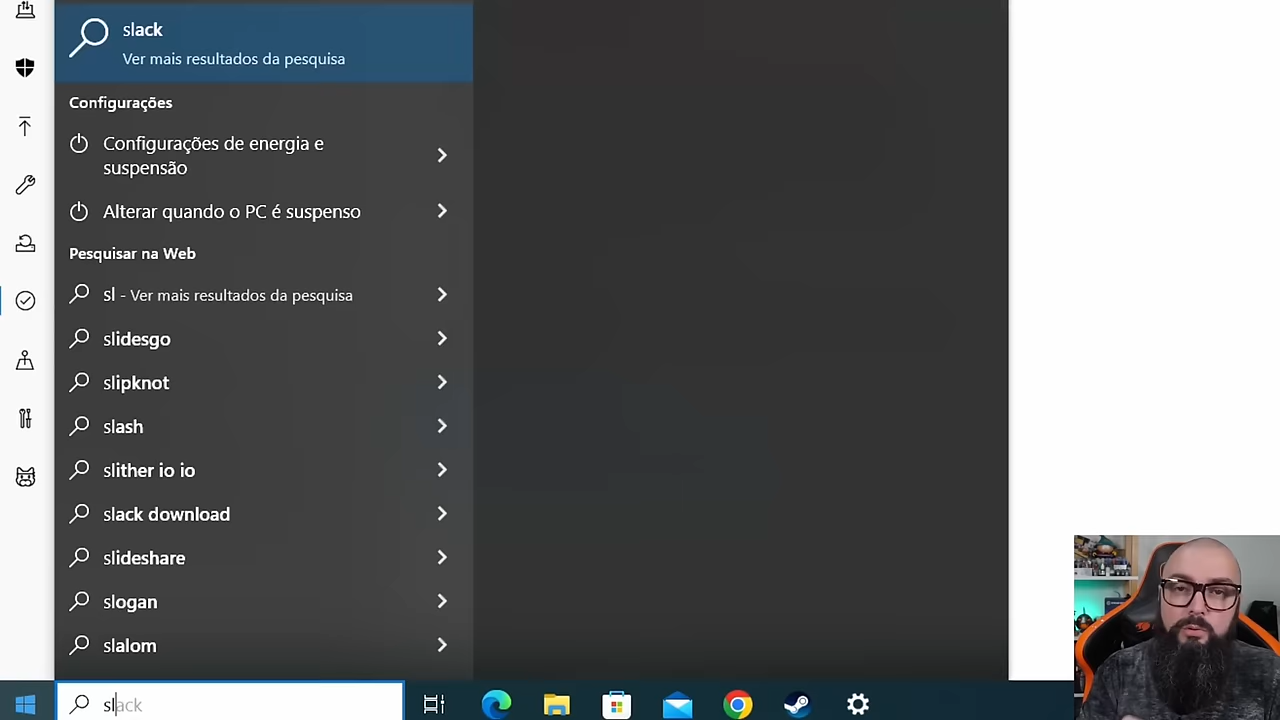 slack
Ver mais resultados da pesquisa
Configurações
Configurações de energia e
suspensão
Alterar quando o PC é suspenso
Pesquisar na Web
sl - Ver mais resultados da pesquisa
slidesgo
slipknot
slash
slither io io
slack download
slideshare
slogan
slalom
slack